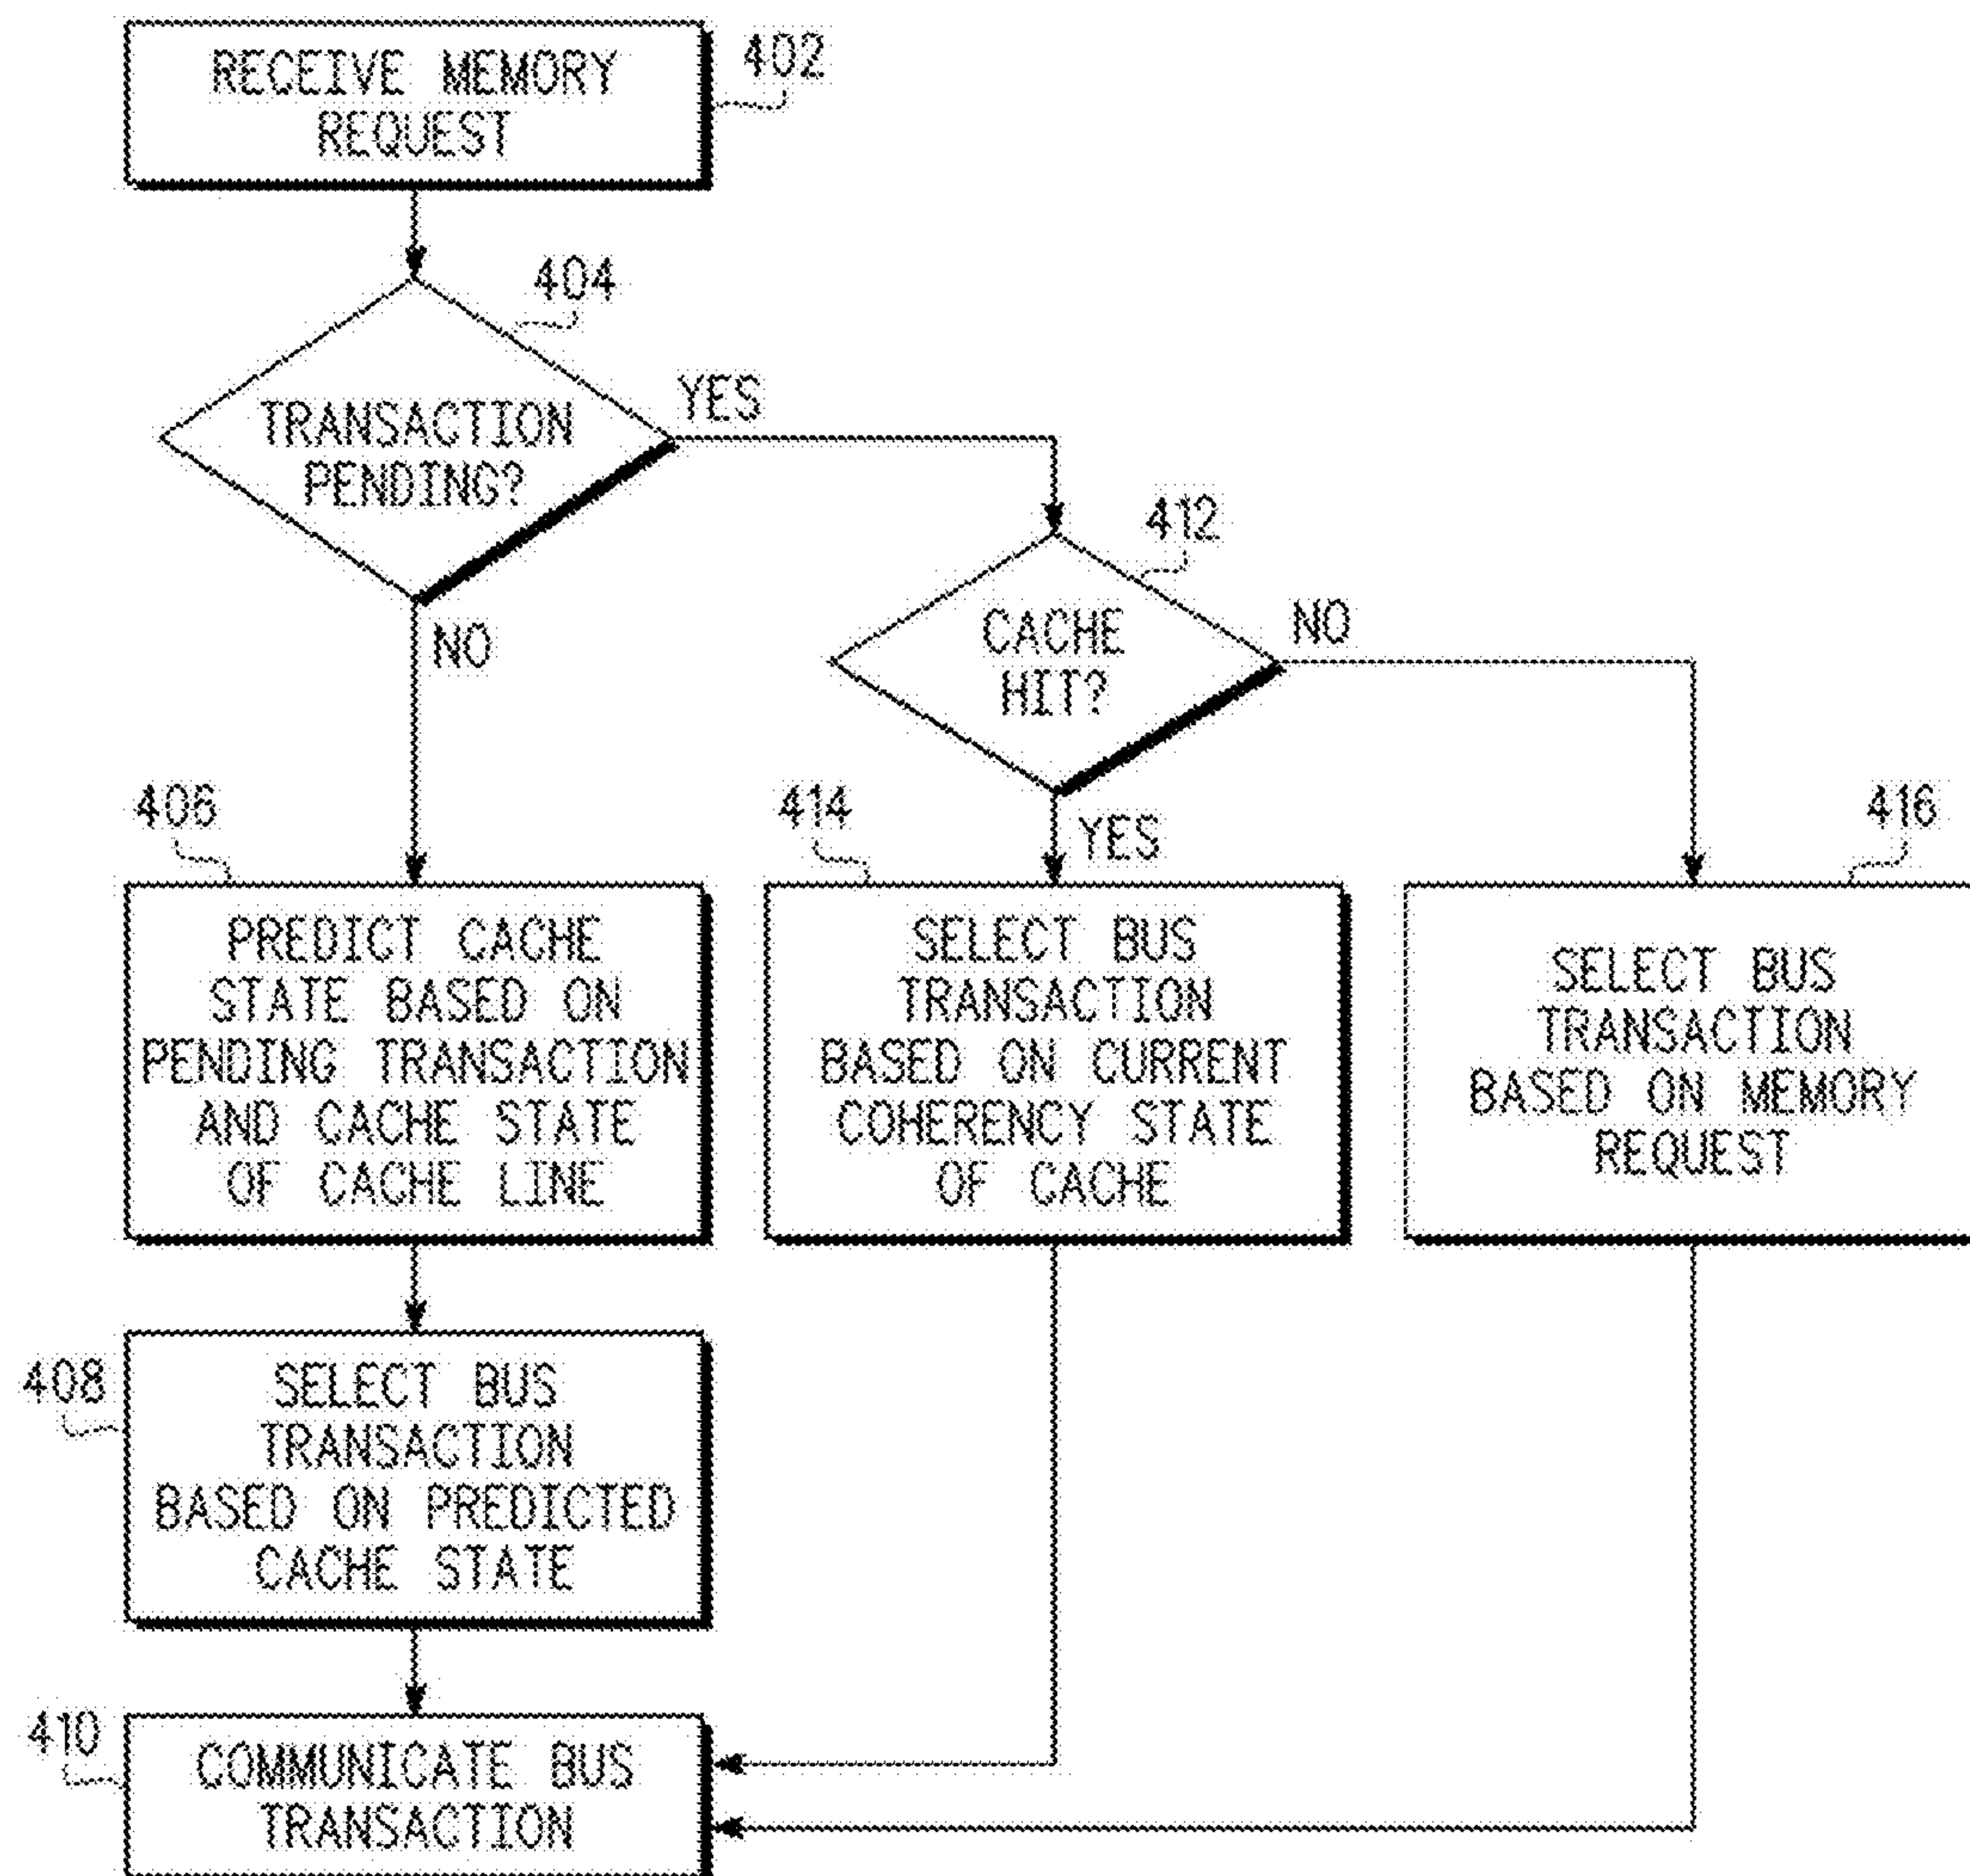 RECEIVE MEMORY
REQUEST
402
404
TRANSACTION
PENDING?
YES
NO
412
CACHE
HIT?
NO
YES
406
PREDICT CACHE
STATE BASED ON
PENDING TRANSACTION
AND CACHE STATE
OF CACHE LINE
414
SELECT BUS
TRANSACTION
BASED ON CURRENT
COHERENCY STATE
OF CACHE
416
SELECT BUS
TRANSACTION
BASED ON MEMORY
REQUEST
408
SELECT BUS
TRANSACTION
BASED ON PREDICTED
CACHE STATE
410
COMMUNICATE BUS
TRANSACTION